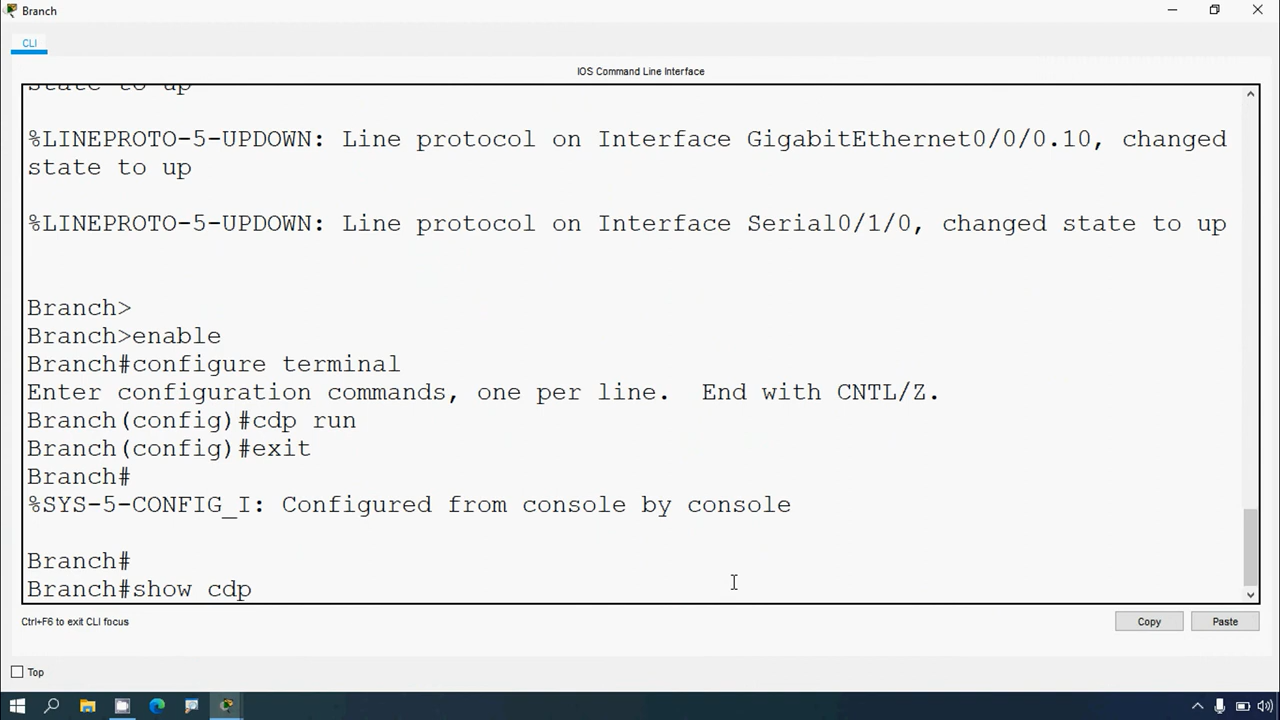 Branch
CLI
IOS Command Line Interface
state to up
%LINEPROTO-5-UPDOWN: Line protocol on Interface GigabitEthernet0/0/0.10, changed
state to up
%LINEPROTO-5-UPDOWN: Line protocol on Interface Serial0/1/0, changed state to up
Branch>
Branch>enable
Branch#configure terminal
Enter configuration commands, one per line.  End with CNTL/Z.
Branch(config)#cdp run
Branch(config)#exit
Branch#
%SYS-5-CONFIG_I: Configured from console by console
Branch#
Branch#show cdp
Ctrl+F6 to exit CLI focus
Copy
Paste
Top